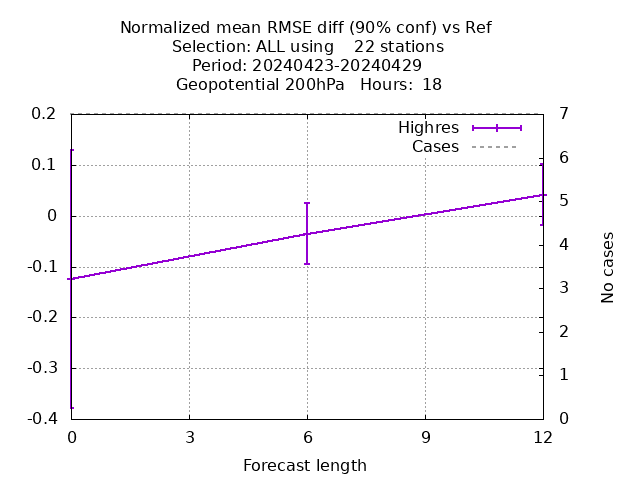 Normalized mean RMSE diff (90% conf) vs Ref
Selection: ALL using    22 stations
Period: 20240423-20240429
Geopotential 200hPa   Hours:  18
Highres
Cases
0.2
0.1
0
-0.1
-0.2
-0.3
-0.4
7
6
5
4
3
2
1
0
No cases
0
3
6
9
12
Forecast length